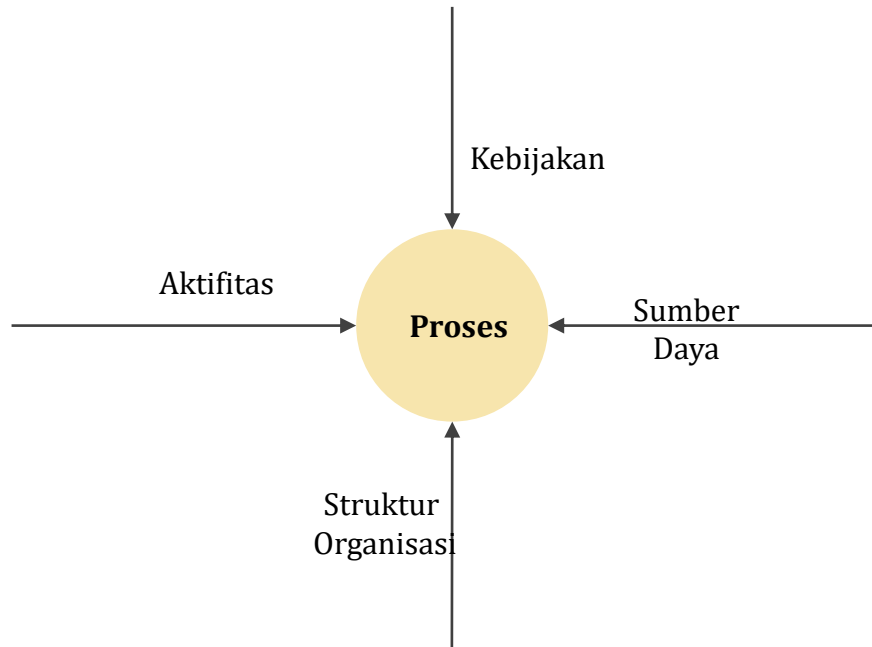 Kebijakan
Aktifitas
Proses
Sumber
Daya
Struktur
Organisasi